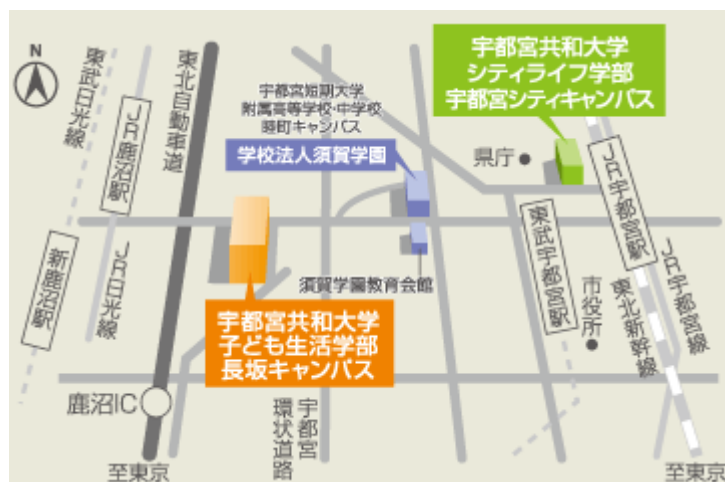 N
東武日光線
新鹿沼駅
JR鹿沼駅
JR日光線
東北自動車道
鹿沼IC
至東京
宇都宮短期大学
附属高等学校・中学校
睦町キャンパス
学校法人須賀学園
須賀学園教育会館
宇都宮共和大学
子ども生活学部
長坂キャンパス
宇都宮
環状道路
宇都宮共和大学
シティライフ学部
宇都宮シティキャンパス
県庁
東武宇都宮駅
市役所
JR宇都宮駅
東北新幹線
JR宇都宮線
至東京